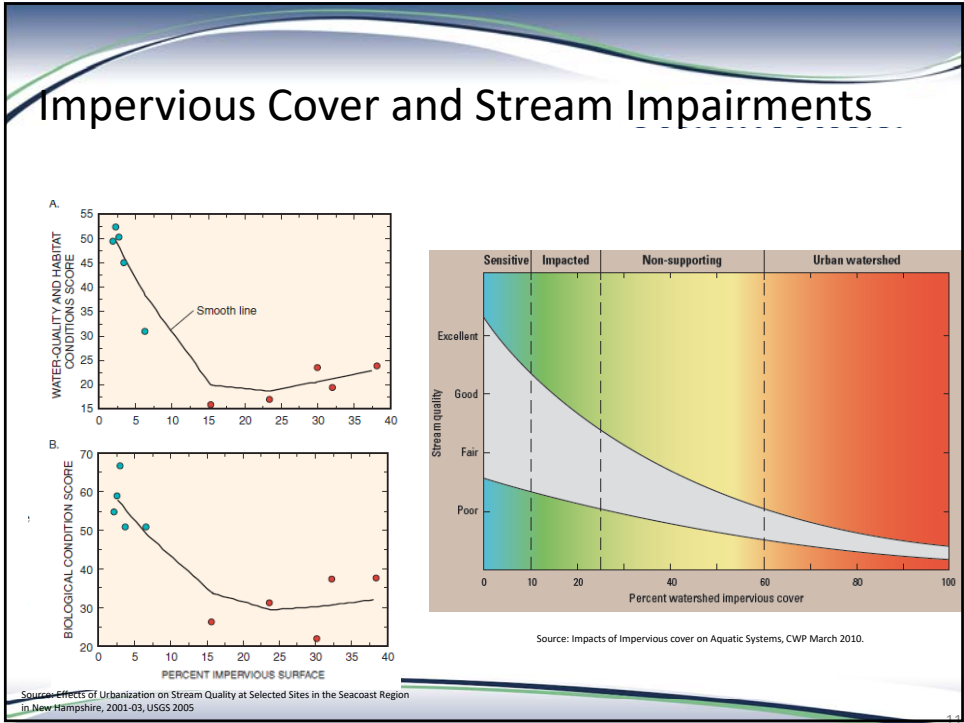 Impervious Cover and Stream Impairments
A.
55
50
45
40
35
30
25
20
15
WATER-QUALITY AND HABITAT
CONDITIONS SCORE
Smooth line
0 5 10 15 20 25 30 35 40
B.
70
60
50
40
30
20
BIOLOGICAL CONDITION SCORE
0 5 10 15 20 25 30 35 40
PERCENT IMPERVIOUS SURFACE
Source: Effects of Urbanization on Stream Quality at Selected Sites in the Seacoast Region
in New Hampshire, 2001-03, USGS 2005
Sensitive Impacted Non-supporting Urban watershed
Excellent
Good
Fair
Poor
Stream quality
0 10 20 40 60 80 100
Percent watershed impervious cover
Source: Impacts of Impervious cover on Aquatic Systems, CWP March 2010.
11